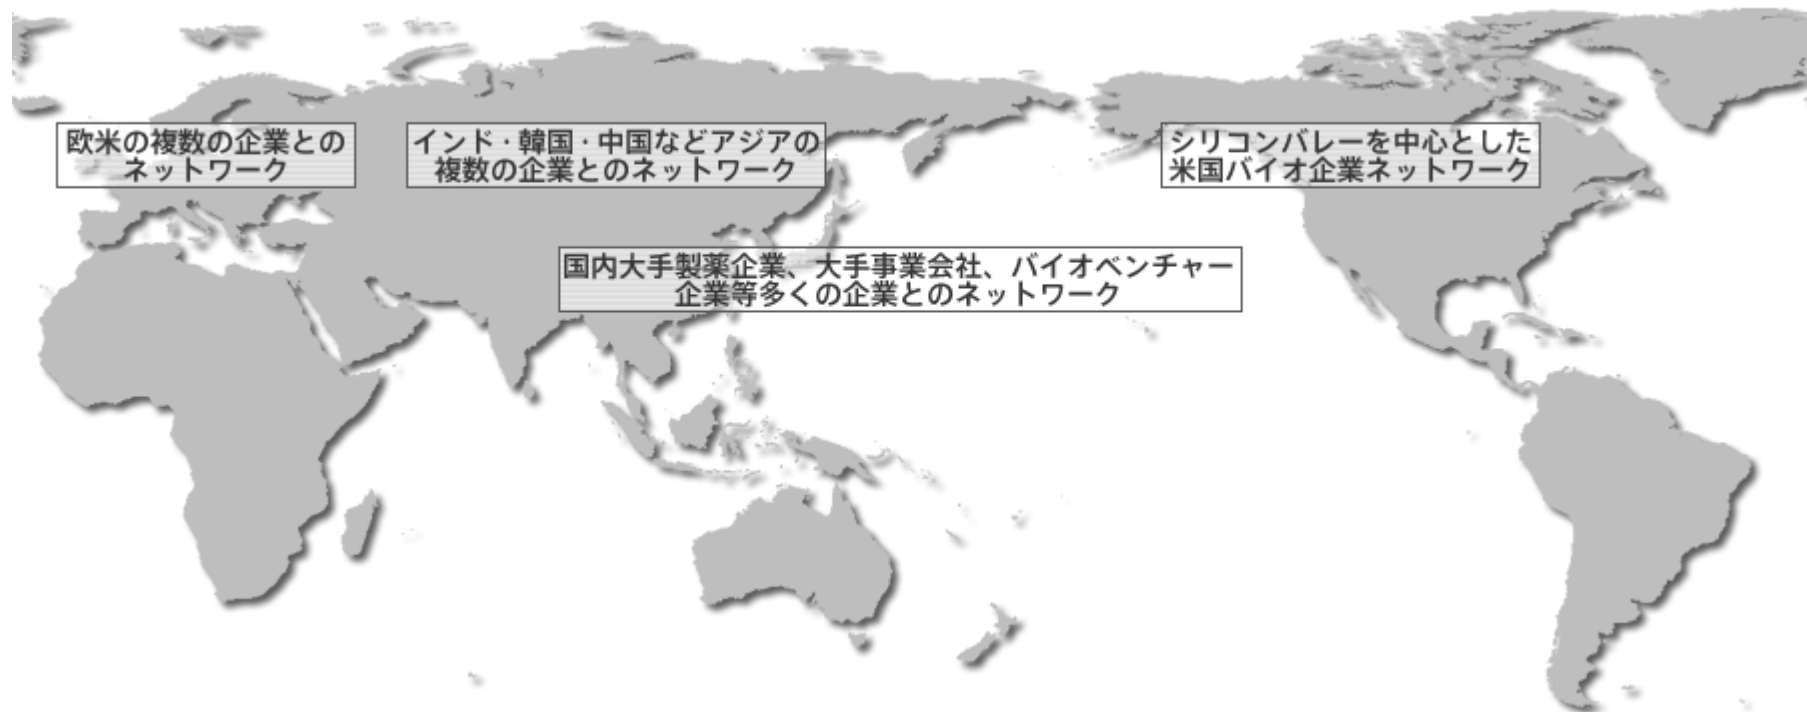 欧米の複数の企業との
ネットワーク
インド・韓国・中国などアジアの
複数の企業とのネットワーク
シリコンバレーを中心とした
米国バイオ企業ネットワーク
国内大手製薬企業、大手事業会社、バイオベンチャー
企業等多くの企業とのネットワーク